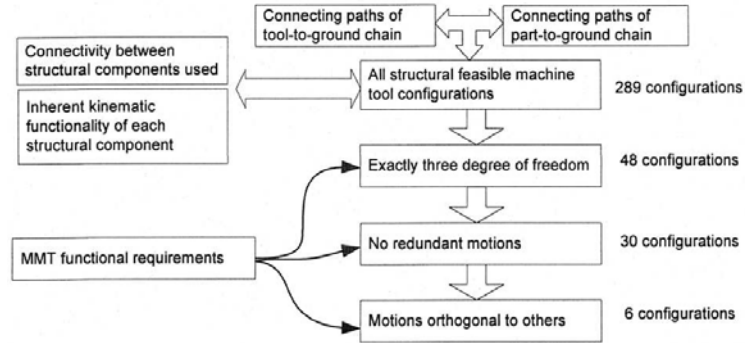 Connecting paths of
tool-to-ground chain
Connecting paths of
part-to-ground chain
Connectivity between
structural components used
Inherent kinematic
functionality of each
structural component
All structural feasible machine
tool configurations
289 configurations
Exactly three degree of freedom
48 configurations
MMT functional requirements
No redundant motions
30 configurations
Motions orthogonal to others
6 configurations